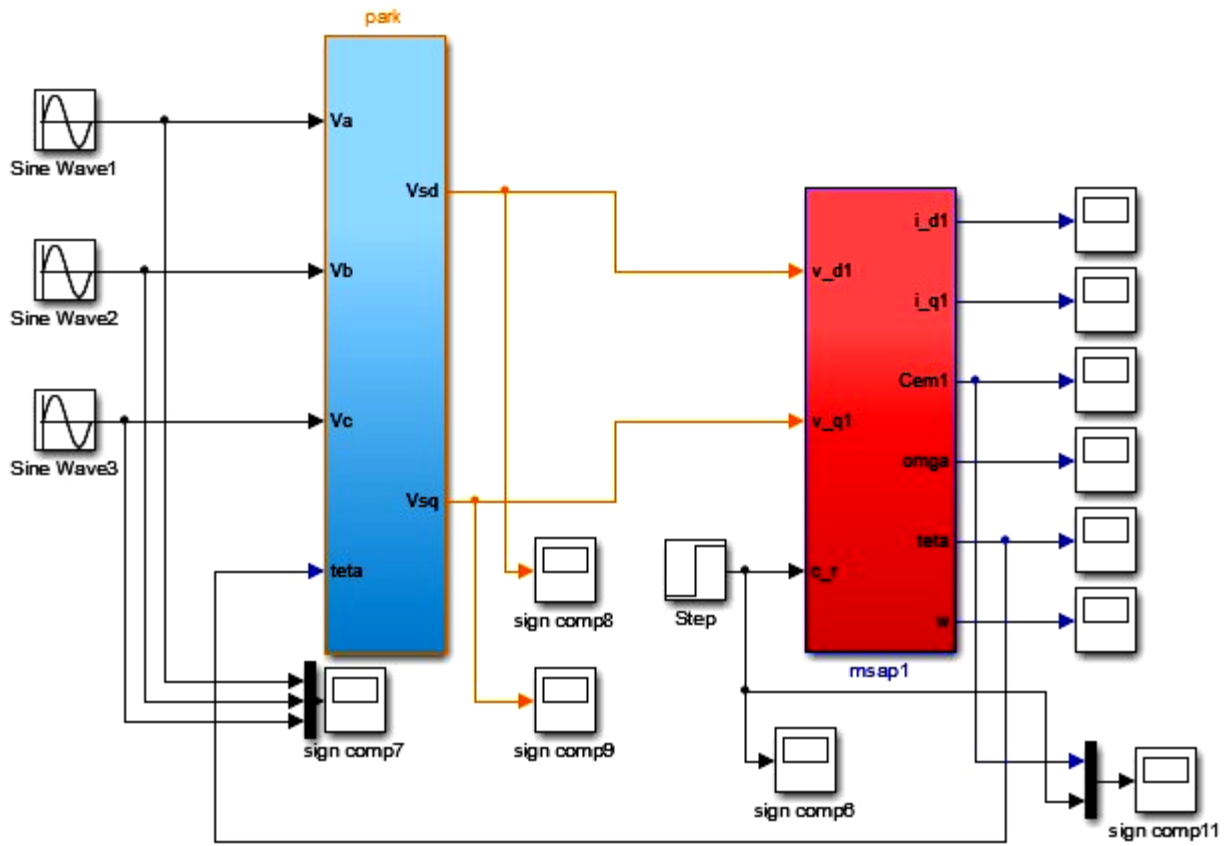 park
Va
Sine Wave1
Vsd
i_d1
Vb
v_d1
Sine Wave2
i_q1
Cem1
Vc
v_q1
Sine Wave3
omga
Vsq
teta
teta
c_r
sign comp8
Step
w
msap1
sign comp7
sign comp9
sign comp6
sign comp11